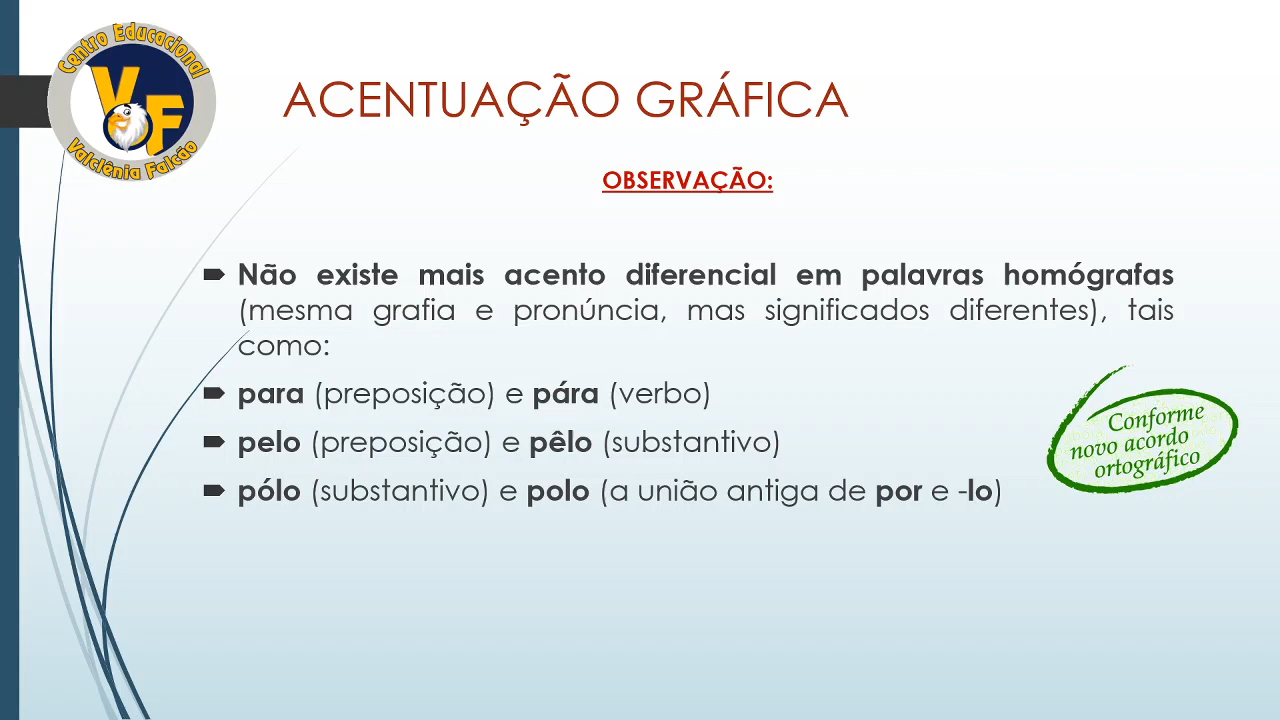 Centro Educacional
VF
Valclênia Falcão
ACENTUAÇÃO GRÁFICA
OBSERVAÇÃO:
Não existe mais acento diferencial em palavras homógrafas
(mesma grafia e pronúncia, mas significados diferentes), tais
como:
para (preposição) e pára (verbo)
pelo (preposição) e pêlo (substantivo)
pólo (substantivo) e polo (a união antiga de por e -lo)
Conforme
novo acordo
ortográfico